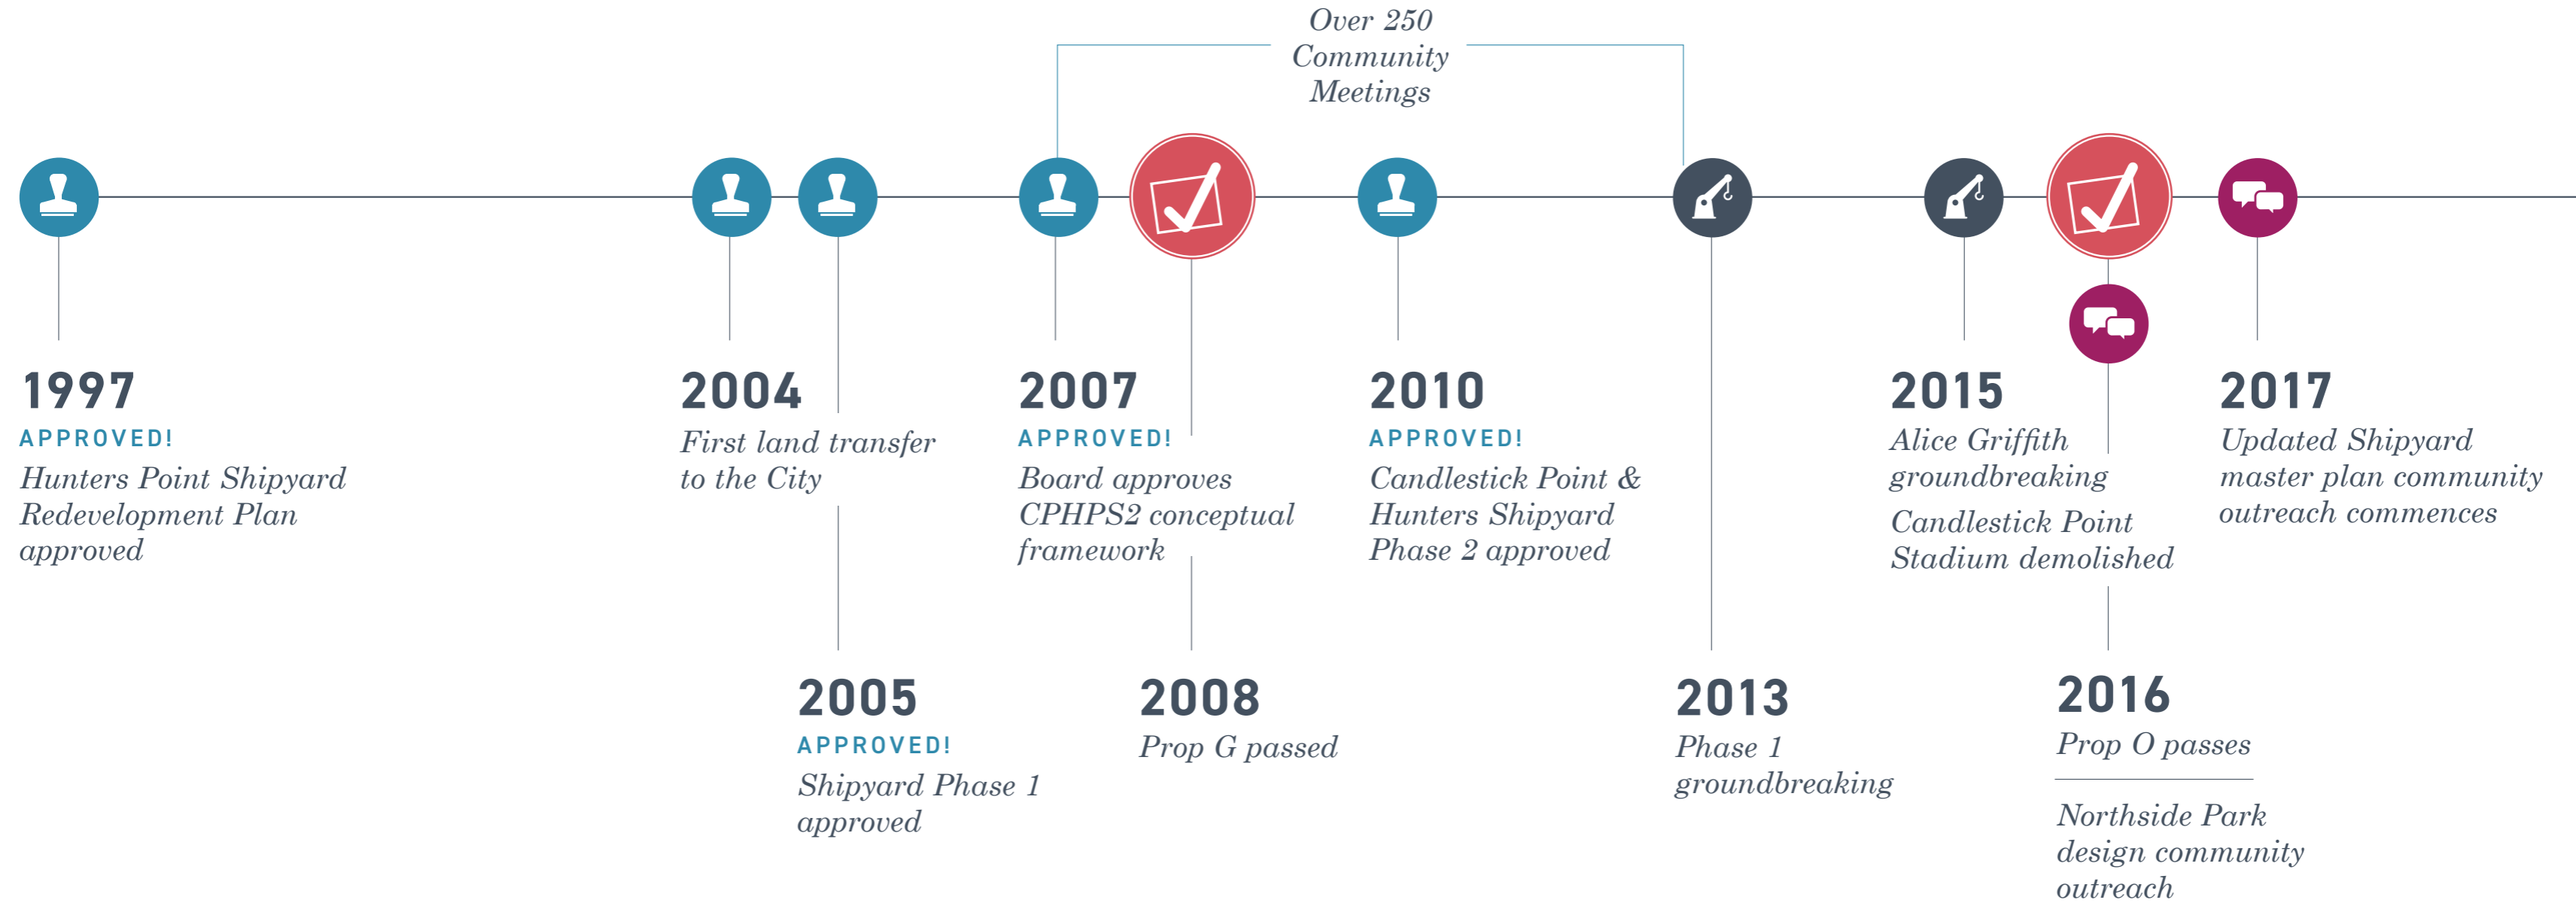 Over 250
Community
Meetings
1997
APPROVED!
Hunters Point Shipyard
Redevelopment Plan
approved
2004
First land transfer
to the City
2005
APPROVED!
Shipyard Phase 1
approved
2007
APPROVED!
Board approves
CPHPS2 conceptual
framework
2008
Prop G passed
2010
APPROVED!
Candlestick Point &
Hunters Shipyard
Phase 2 approved
2013
Phase 1
groundbreaking
2015
Alice Griffith
groundbreaking
Candlestick Point
Stadium demolished
2016
Prop O passes
Northside Park
design community
outreach
2017
Updated Shipyard
master plan community
outreach commences